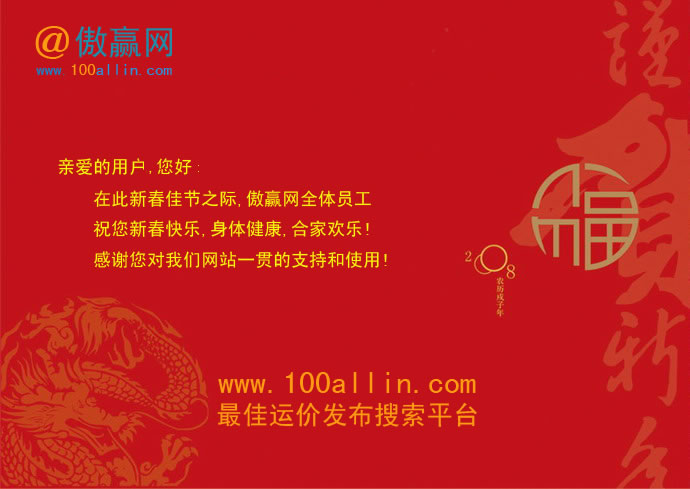 @傲赢网
www.100allin.com
亲爱的用户,您好:
在此新春佳节之际,傲赢网全体员工
祝您新春快乐,身体健康,合家欢乐!
感谢您对我们网站一贯的支持和使用!
謹
賀
新
年
福
2008
农历戊子年
www.100allin.com
最佳运价发布搜索平台